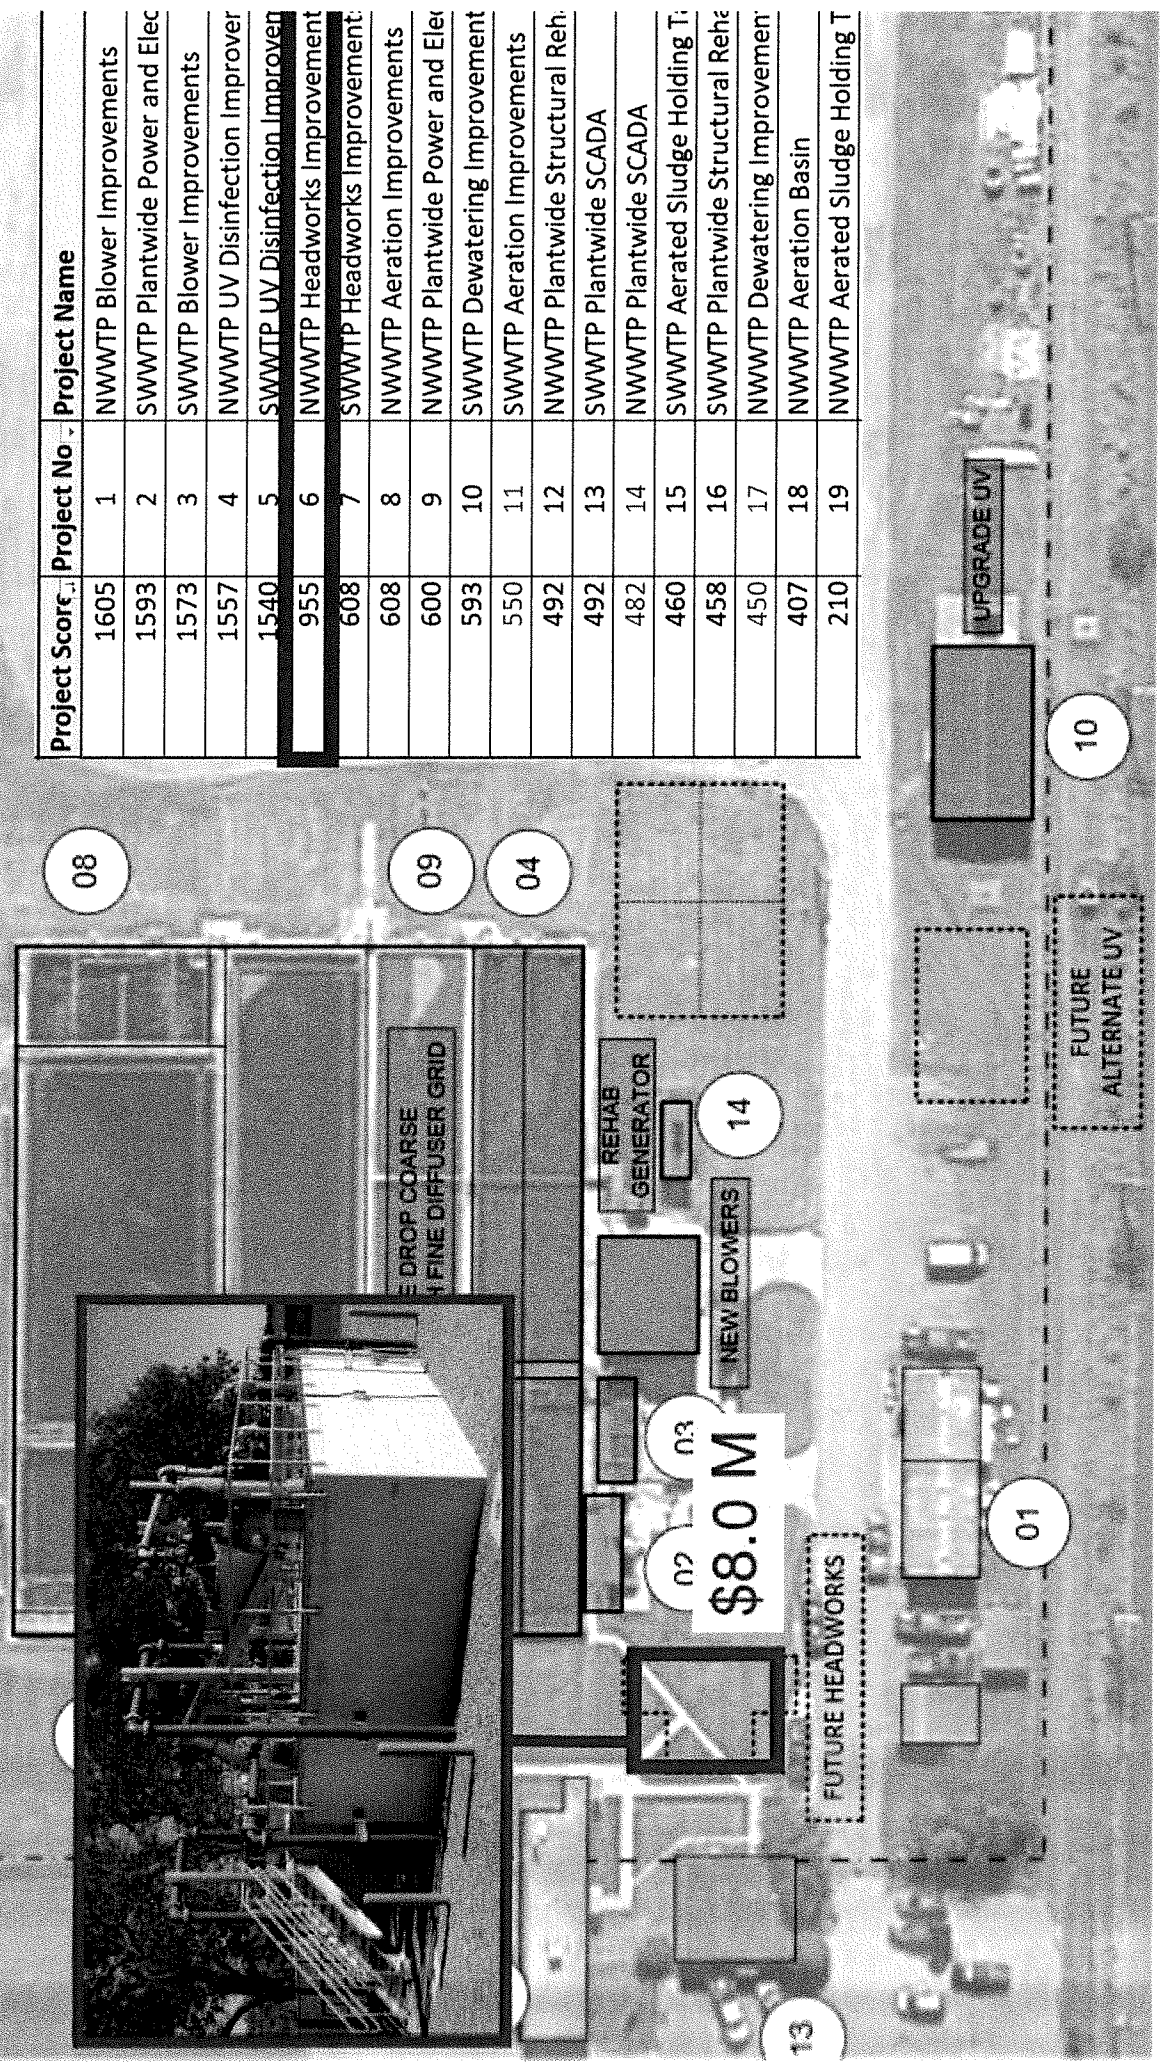 Project Score Project No Project Name
1605 1 NWWTP Blower Improvements
1593 2 SWWTP Plantwide Power and Elec
1573 3 SWWTP Blower Improvements
1557 4 NWWTP UV Disinfection Improver
1540 5 SWWTP UV Disinfection Improven
955 6 NWWTP Headworks Improvement
608 7 SWWTP Headworks Improvement
608 8 NWWTP Aeration Improvements
600 9 NWWTP Plantwide Power and Elec
593 10 SWWTP Dewatering Improvement
550 11 SWWTP Aeration Improvements
492 12 NWWTP Plantwide Structural Reh
492 13 SWWTP Plantwide SCADA
482 14 NWWTP Plantwide SCADA
460 15 SWWTP Aerated Sludge Holding T
458 16 SWWTP Plantwide Structural Reha
450 17 NWWTP Dewatering Improvemen
407 18 NWWTP Aeration Basin
210 19 NWWTP Aerated Sludge Holding T
08
09
04
E DROP COARSE
H FINE DIFFUSER GRID
REHAB
GENERATOR
14
NEW BLOWERS
03
02
$8.0 M
FUTURE HEADWORKS
01
13
UPGRADE UV
10
FUTURE
ALTERNATE UV